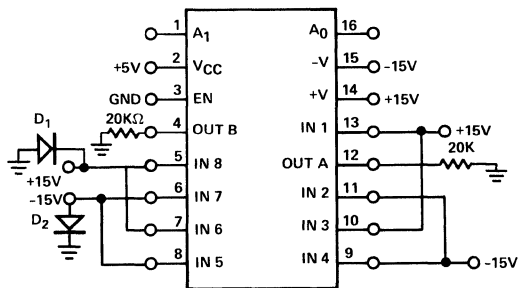 1 A1 A0 16
+5V 2 VCC -V 15 -15V
GND 3 EN +V 14 +15V
20KΩ 4 OUT B IN 1 13 +15V
D1 5 IN 8 OUT A 12 20K
+15V
-15V 6 IN 7 IN 2 11
D2 7 IN 6 IN 3 10
8 IN 5 IN 4 9 -15V